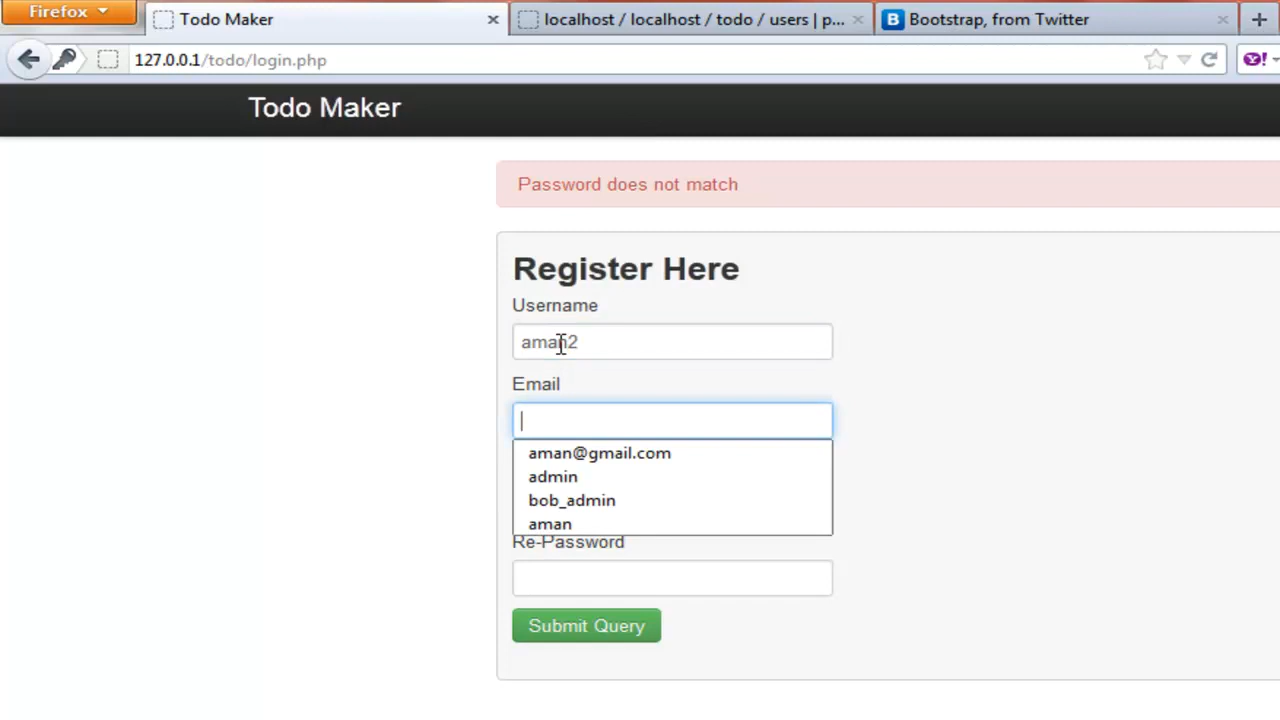 Firefox
Todo Maker
localhost / localhost / todo / users | p...
Bootstrap, from Twitter
127.0.0.1/todo/login.php
Todo Maker
Password does not match
Register Here
Username
aman2
Email
aman@gmail.com
admin
bob_admin
aman
Re-Password
Submit Query